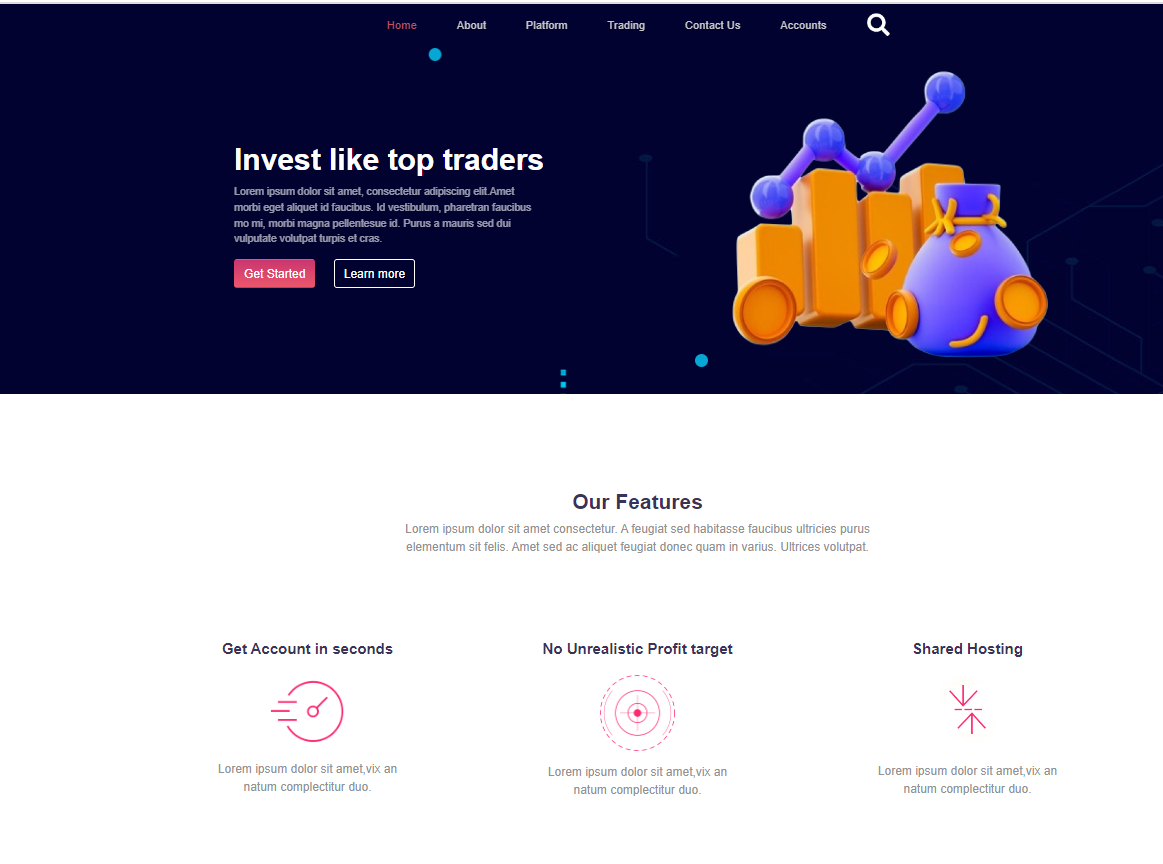 Home About Platform Trading Contact Us Accounts
Invest like top traders
Lorem ipsum dolor sit amet, consectetur adipiscing elit.Amet
morbi eget aliquet id faucibus. Id vestibulum, pharetran faucibus
mo mi, morbi magna pellentesue id. Purus a mauris sed dui
vulputate volutpat turpis et cras.
Get Started Learn more
Our Features
Lorem ipsum dolor sit amet consectetur. A feugiat sed habitasse faucibus ultricies purus
elementum sit felis. Amet sed ac aliquet feugiat donec quam in varius. Ultrices volutpat.
Get Account in seconds
Lorem ipsum dolor sit amet,vix an
natum complectitur duo.
No Unrealistic Profit target
Lorem ipsum dolor sit amet,vix an
natum complectitur duo.
Shared Hosting
Lorem ipsum dolor sit amet,vix an
natum complectitur duo.